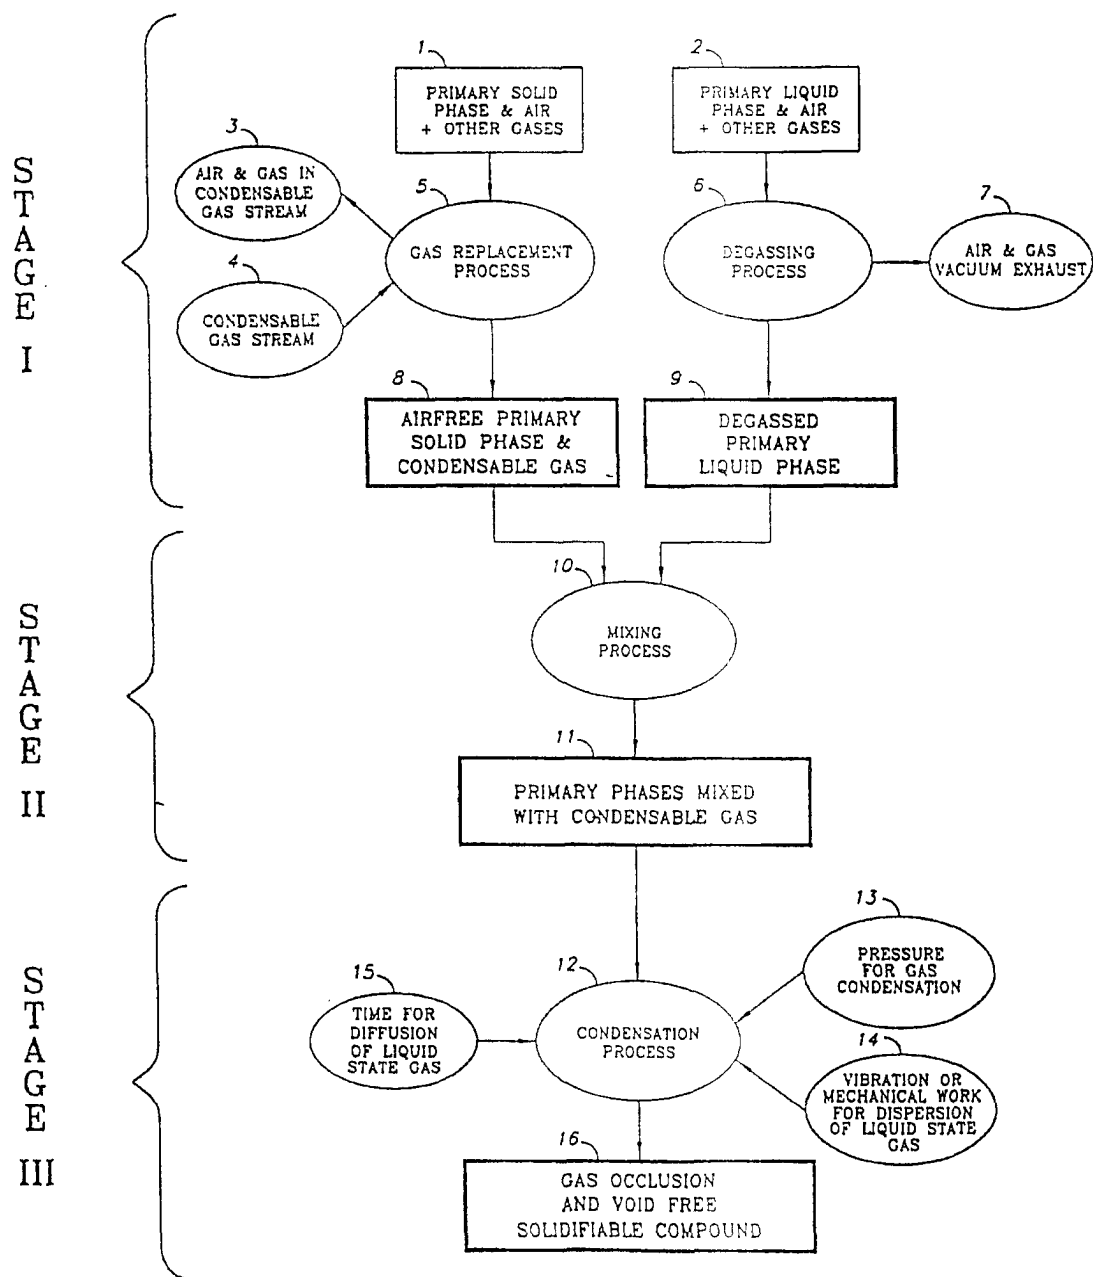 STAGE I
1
PRIMARY SOLID
PHASE & AIR
+ OTHER GASES
2
PRIMARY LIQUID
PHASE & AIR
+ OTHER GASES
3
AIR & GAS IN
CONDENSABLE
GAS STREAM
4
CONDENSABLE
GAS STREAM
5
GAS REPLACEMENT
PROCESS
6
DEGASSING
PROCESS
7
AIR & GAS
VACUUM EXHAUST
8
AIRFREE PRIMARY
SOLID PHASE &
CONDENSABLE GAS
9
DEGASSED
PRIMARY
LIQUID PHASE
STAGE II
10
MIXING
PROCESS
11
PRIMARY PHASES MIXED
WITH CONDENSABLE GAS
STAGE III
12
CONDENSATION
PROCESS
13
PRESSURE
FOR GAS
CONDENSATION
14
VIBRATION OR
MECHANICAL WORK
FOR DISPERSION
OF LIQUID STATE
GAS
15
TIME FOR
DIFFUSION
OF LIQUID
STATE GAS
16
GAS OCCLUSION
AND VOID FREE
SOLIDIFIABLE COMPOUND